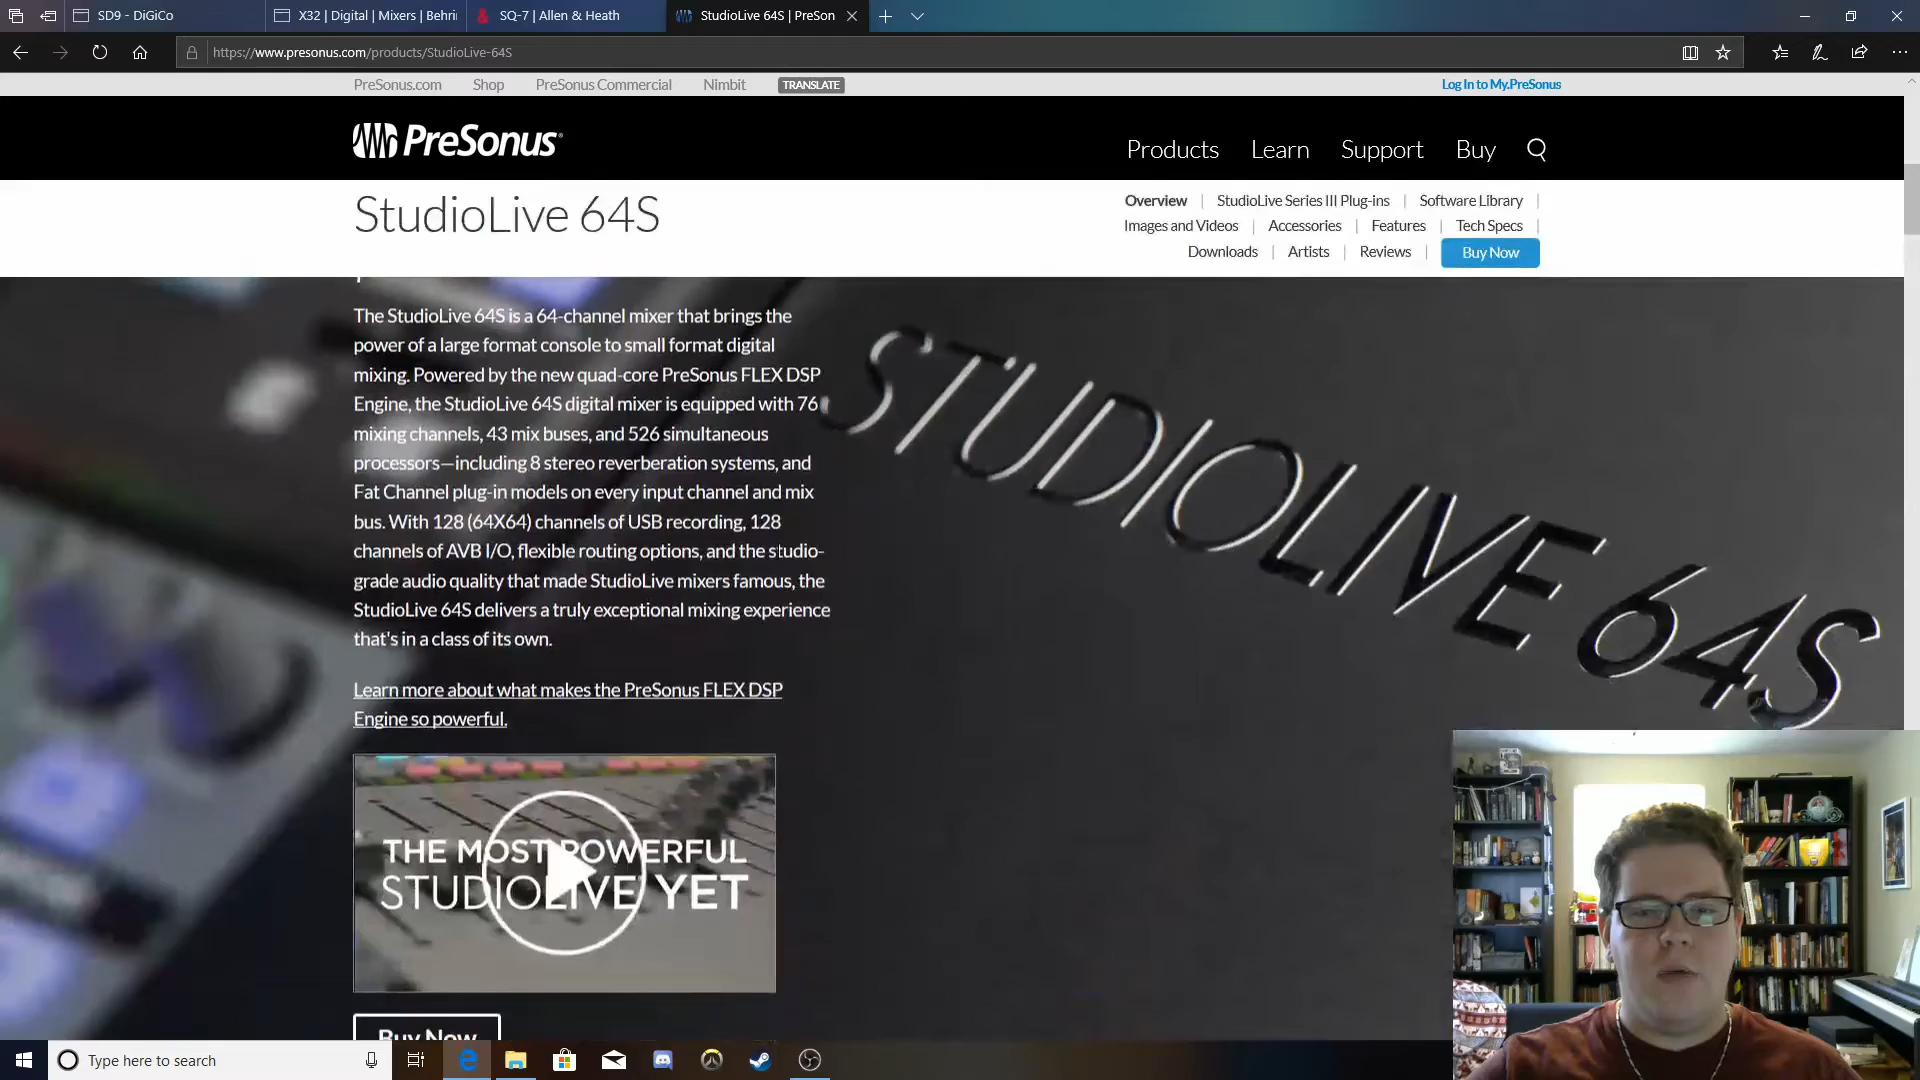 SD9 - DiGiCo
X32 | Digital | Mixers | Behri
SQ-7 | Allen & Heath
StudioLive 64S | PreSon
https://www.presonus.com/products/StudioLive-64S
PreSonus.com
Shop
PreSonus Commercial
Nimbit
TRANSLATE
Log In to My.PreSonus
PreSonus
Products
Learn
Support
Buy
StudioLive 64S
Overview | StudioLive Series III Plug-ins | Software Library |
Images and Videos | Accessories | Features | Tech Specs |
Downloads | Artists | Reviews | Buy Now
The StudioLive 64S is a 64-channel mixer that brings the
power of a large format console to small format digital
mixing. Powered by the new quad-core PreSonus FLEX DSP
Engine, the StudioLive 64S digital mixer is equipped with 76
mixing channels, 43 mix buses, and 526 simultaneous
processors—including 8 stereo reverberation systems, and
Fat Channel plug-in models on every input channel and mix
bus. With 128 (64X64) channels of USB recording, 128
channels of AVB I/O, flexible routing options, and the studio-
grade audio quality that made StudioLive mixers famous, the
StudioLive 64S delivers a truly exceptional mixing experience
that's in a class of its own.
Learn more about what makes the PreSonus FLEX DSP
Engine so powerful.
STUDIOLIVE 64S
THE MOST POWERFUL
STUDIOLIVE YET
Buy Now
Type here to search